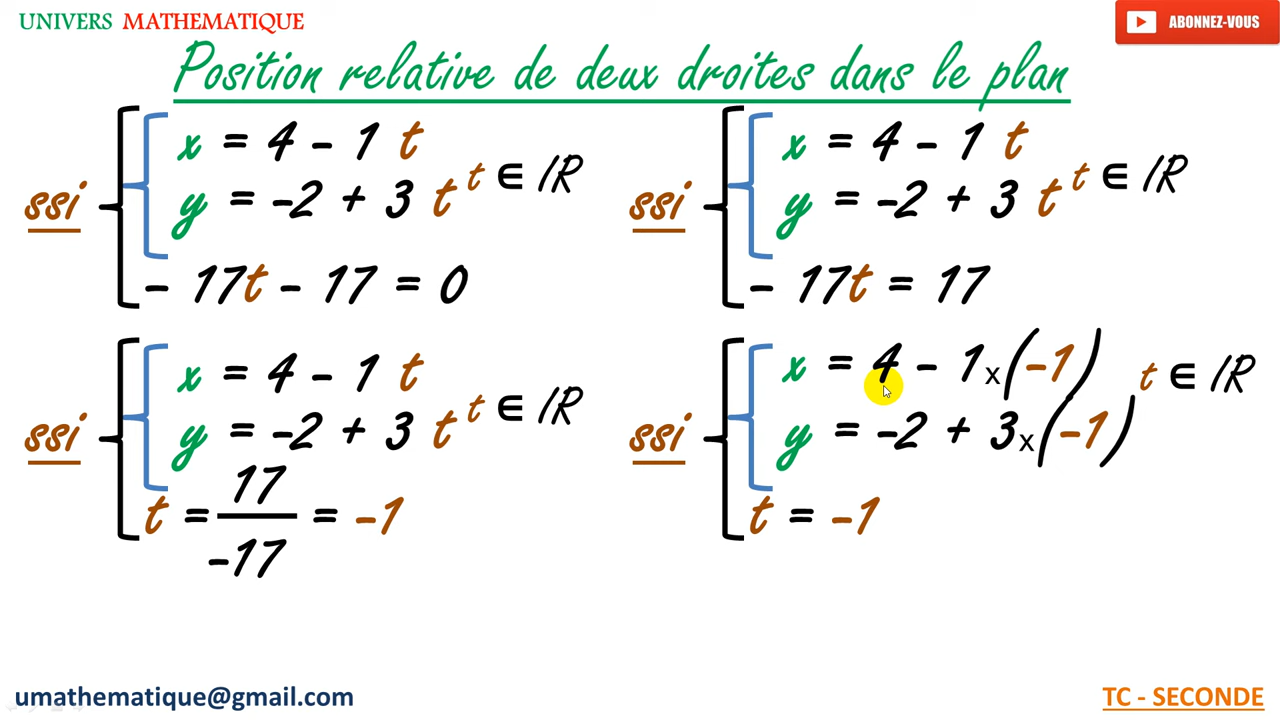 UNIVERS MATHEMATIQUE
ABONNEZ-VOUS
Position relative de deux droites dans le plan
ssi
x = 4 - 1 t
y = -2 + 3 t
t ∈ IR
- 17t - 17 = 0
ssi
x = 4 - 1 t
y = -2 + 3 t
t ∈ IR
- 17t = 17
ssi
x = 4 - 1 t
y = -2 + 3 t
t ∈ IR
t = 17/-17 = -1
ssi
x = 4 - 1x(-1)
y = -2 + 3x(-1)
t ∈ IR
t = -1
umathematique@gmail.com
TC - SECONDE